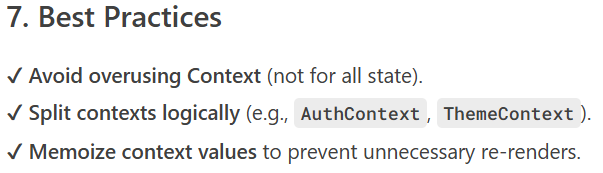 7. Best Practices
✓ Avoid overusing Context (not for all state).
✓ Split contexts logically (e.g., AuthContext, ThemeContext).
✓ Memoize context values to prevent unnecessary re-renders.